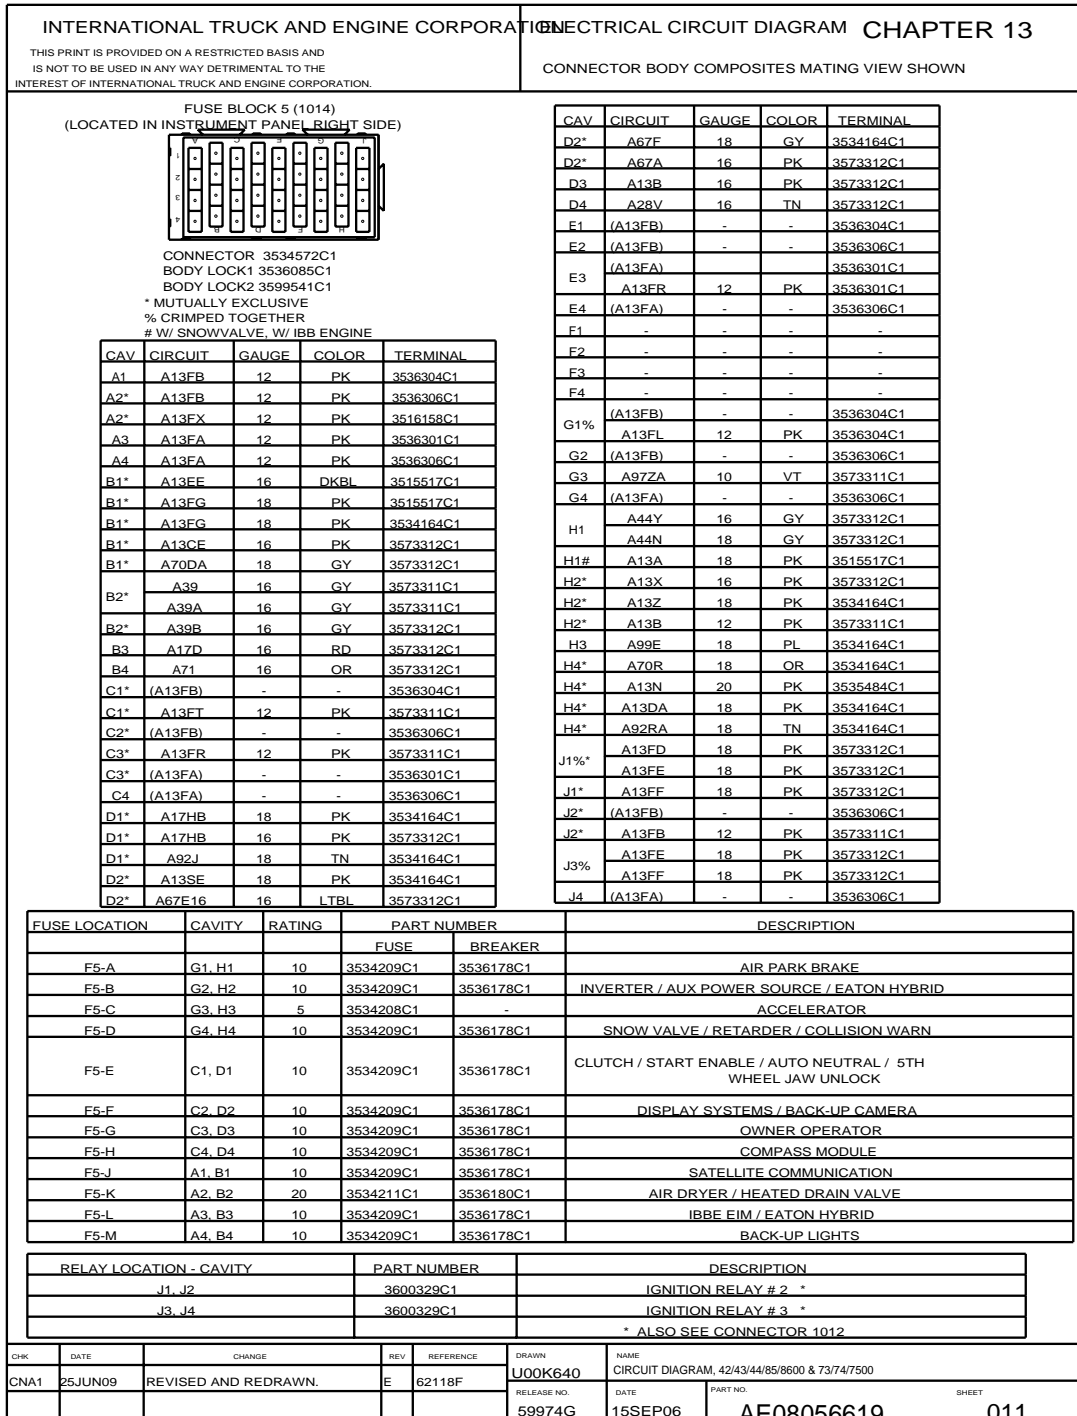 INTERNATIONAL TRUCK AND ENGINE CORPORATION
THIS PRINT IS PROVIDED ON A RESTRICTED BASIS AND
IS NOT TO BE USED IN ANY WAY DETRIMENTAL TO THE
INTEREST OF INTERNATIONAL TRUCK AND ENGINE CORPORATION.
ELECTRICAL CIRCUIT DIAGRAM CHAPTER 13
CONNECTOR BODY COMPOSITES MATING VIEW SHOWN
FUSE BLOCK 5 (1014)
(LOCATED IN INSTRUMENT PANEL RIGHT SIDE)
A C E G J
1
2
3
4
B D F H
CONNECTOR 3534572C1
BODY LOCK1 3536085C1
BODY LOCK2 3599541C1
* MUTUALLY EXCLUSIVE
% CRIMPED TOGETHER
# W/ SNOWVALVE, W/ IBB ENGINE
CAV CIRCUIT GAUGE COLOR TERMINAL
A1 A13FB 12 PK 3536304C1
A2* A13FB 12 PK 3536306C1
A2* A13FX 12 PK 3516158C1
A3 A13FA 12 PK 3536301C1
A4 A13FA 12 PK 3536306C1
B1* A13EE 16 DKBL 3515517C1
B1* A13FG 18 PK 3515517C1
B1* A13FG 18 PK 3534164C1
B1* A13CE 16 PK 3573312C1
B1* A70DA 18 GY 3573312C1
B2* A39 16 GY 3573311C1
A39A 16 GY 3573311C1
B2* A39B 16 GY 3573312C1
B3 A17D 16 RD 3573312C1
B4 A71 16 OR 3573312C1
C1* (A13FB) - - 3536304C1
C1* A13FT 12 PK 3573311C1
C2* (A13FB) - - 3536306C1
C3* A13FR 12 PK 3573311C1
C3* (A13FA) - - 3536301C1
C4 (A13FA) - - 3536306C1
D1* A17HB 18 PK 3534164C1
D1* A17HB 16 PK 3573312C1
D1* A92J 18 TN 3534164C1
D2* A13SE 18 PK 3534164C1
D2* A67E16 16 LTBL 3573312C1
CAV CIRCUIT GAUGE COLOR TERMINAL
D2* A67F 18 GY 3534164C1
D2* A67A 16 PK 3573312C1
D3 A13B 16 PK 3573312C1
D4 A28V 16 TN 3573312C1
E1 (A13FB) - - 3536304C1
E2 (A13FB) - - 3536306C1
E3 (A13FA) 3536301C1
A13FR 12 PK 3536301C1
E4 (A13FA) - - 3536306C1
F1 - - - -
F2 - - - -
F3 - - - -
F4 - - - -
G1% (A13FB) - - 3536304C1
A13FL 12 PK 3536304C1
G2 (A13FB) - - 3536306C1
G3 A97ZA 10 VT 3573311C1
G4 (A13FA) - - 3536306C1
H1 A44Y 16 GY 3573312C1
A44N 18 GY 3573312C1
H1# A13A 18 PK 3515517C1
H2* A13X 16 PK 3573312C1
H2* A13Z 18 PK 3534164C1
H2* A13B 12 PK 3573311C1
H3 A99E 18 PL 3534164C1
H4* A70R 18 OR 3534164C1
H4* A13N 20 PK 3535484C1
H4* A13DA 18 PK 3534164C1
H4* A92RA 18 TN 3534164C1
J1%* A13FD 18 PK 3573312C1
A13FE 18 PK 3573312C1
J1* A13FF 18 PK 3573312C1
J2* (A13FB) - - 3536306C1
J2* A13FB 12 PK 3573311C1
J3% A13FE 18 PK 3573312C1
A13FF 18 PK 3573312C1
J4 (A13FA) - - 3536306C1
FUSE LOCATION CAVITY RATING PART NUMBER DESCRIPTION
FUSE BREAKER
F5-A G1, H1 10 3534209C1 3536178C1 AIR PARK BRAKE
F5-B G2, H2 10 3534209C1 3536178C1 INVERTER / AUX POWER SOURCE / EATON HYBRID
F5-C G3, H3 5 3534208C1 - ACCELERATOR
F5-D G4, H4 10 3534209C1 3536178C1 SNOW VALVE / RETARDER / COLLISION WARN
F5-E C1, D1 10 3534209C1 3536178C1 CLUTCH / START ENABLE / AUTO NEUTRAL / 5TH
WHEEL JAW UNLOCK
F5-F C2, D2 10 3534209C1 3536178C1 DISPLAY SYSTEMS / BACK-UP CAMERA
F5-G C3, D3 10 3534209C1 3536178C1 OWNER OPERATOR
F5-H C4, D4 10 3534209C1 3536178C1 COMPASS MODULE
F5-J A1, B1 10 3534209C1 3536178C1 SATELLITE COMMUNICATION
F5-K A2, B2 20 3534211C1 3536180C1 AIR DRYER / HEATED DRAIN VALVE
F5-L A3, B3 10 3534209C1 3536178C1 IBBE EIM / EATON HYBRID
F5-M A4, B4 10 3534209C1 3536178C1 BACK-UP LIGHTS
RELAY LOCATION - CAVITY PART NUMBER DESCRIPTION
J1, J2 3600329C1 IGNITION RELAY # 2 *
J3, J4 3600329C1 IGNITION RELAY # 3 *
* ALSO SEE CONNECTOR 1012
CHK DATE CHANGE REV REFERENCE DRAWN NAME
CNA1 25JUN09 REVISED AND REDRAWN. E 62118F U00K640 CIRCUIT DIAGRAM, 42/43/44/85/8600 & 73/74/7500
RELEASE NO. DATE PART NO. SHEET
59974G 15SEP06 AE08056619 011